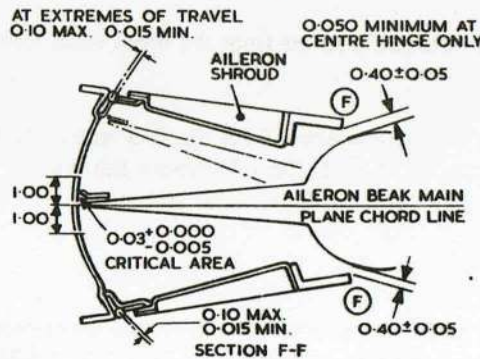 AT EXTREMES OF TRAVEL
0·10 MAX. 0·015 MIN.
0·050 MINIMUM AT
CENTRE HINGE ONLY
AILERON
SHROUD
0·40±0·05
F
1·00
1·00
AILERON BEAK MAIN
PLANE CHORD LINE
0·03 +0·000
-0·005
CRITICAL AREA
F
0·10 MAX.
0·015 MIN.
0·40±0·05
SECTION F-F